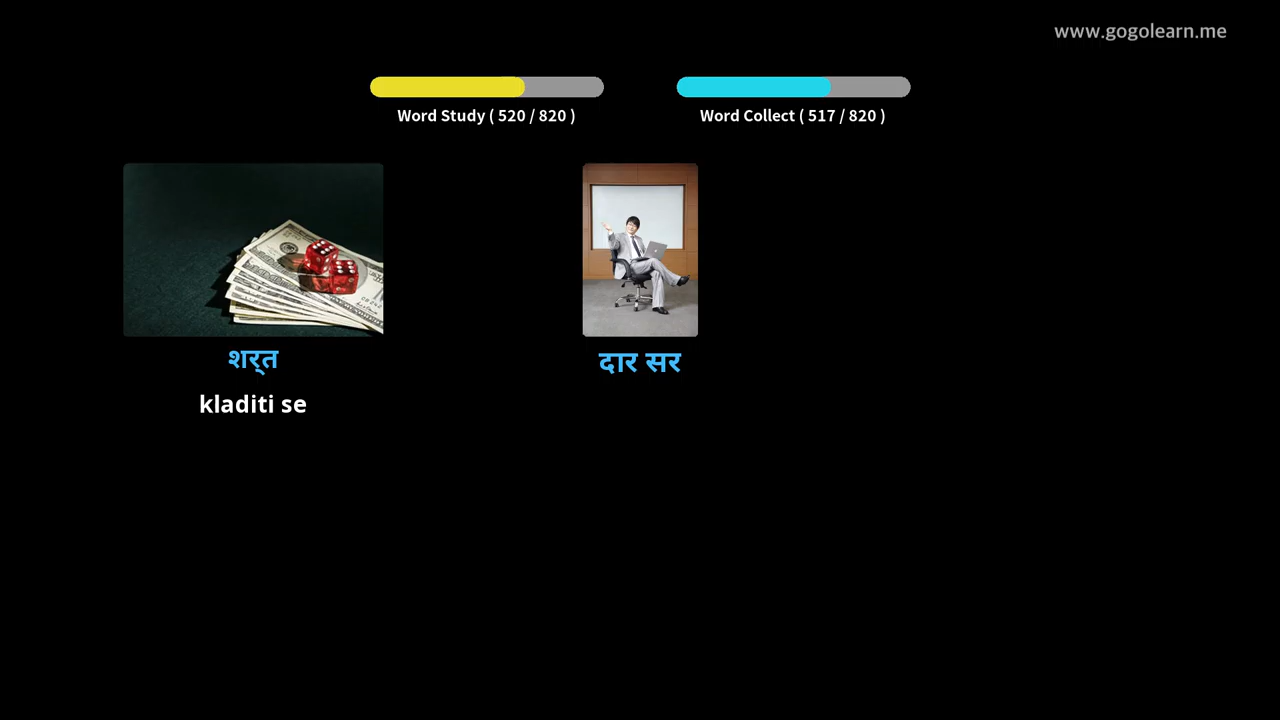 www.gogolearn.me
Word Study ( 520 / 820 )
Word Collect ( 517 / 820 )
शर्त
दार सर
kladiti se